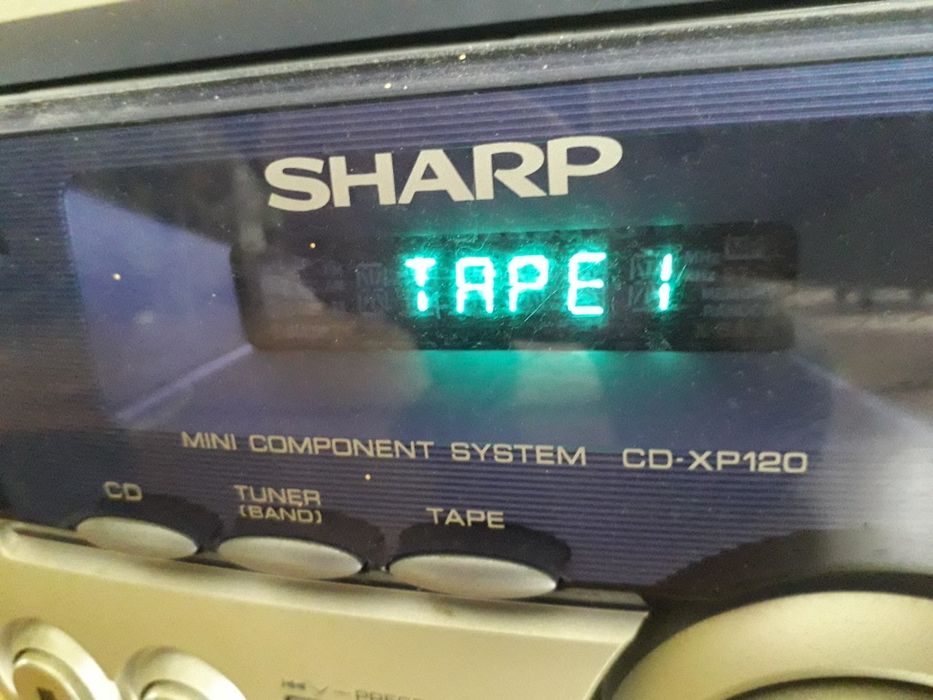 SHARP
TAPE 1
MINI COMPONENT SYSTEM CD-XP120
CD
TUNER
(BAND)
TAPE